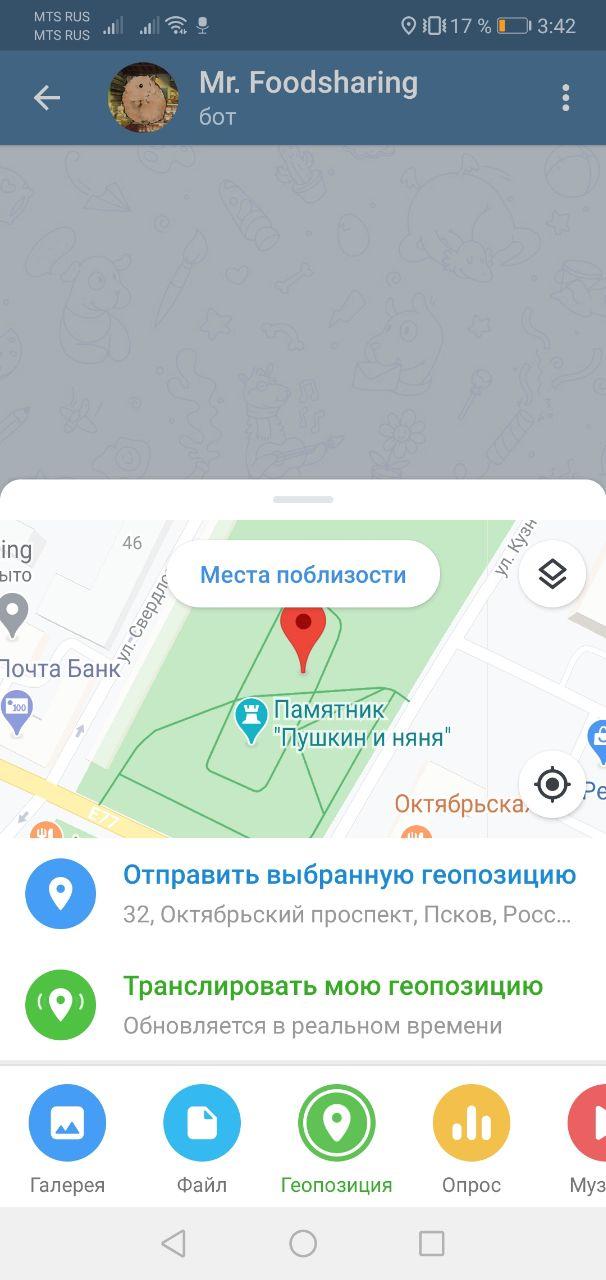 MTS RUS
MTS RUS
17 % 3:42
Mr. Foodsharing
бот
ing
ыто
46
Места поблизости
ул. Свердло
ул. Кузн
Почта Банк
100
Памятник
"Пушкин и няня"
E77
Октябрьская
Ре
Отправить выбранную геопозицию
32, Октябрьский проспект, Псков, Росс...
Транслировать мою геопозицию
Обновляется в реальном времени
Галерея Файл Геопозиция Опрос Муз